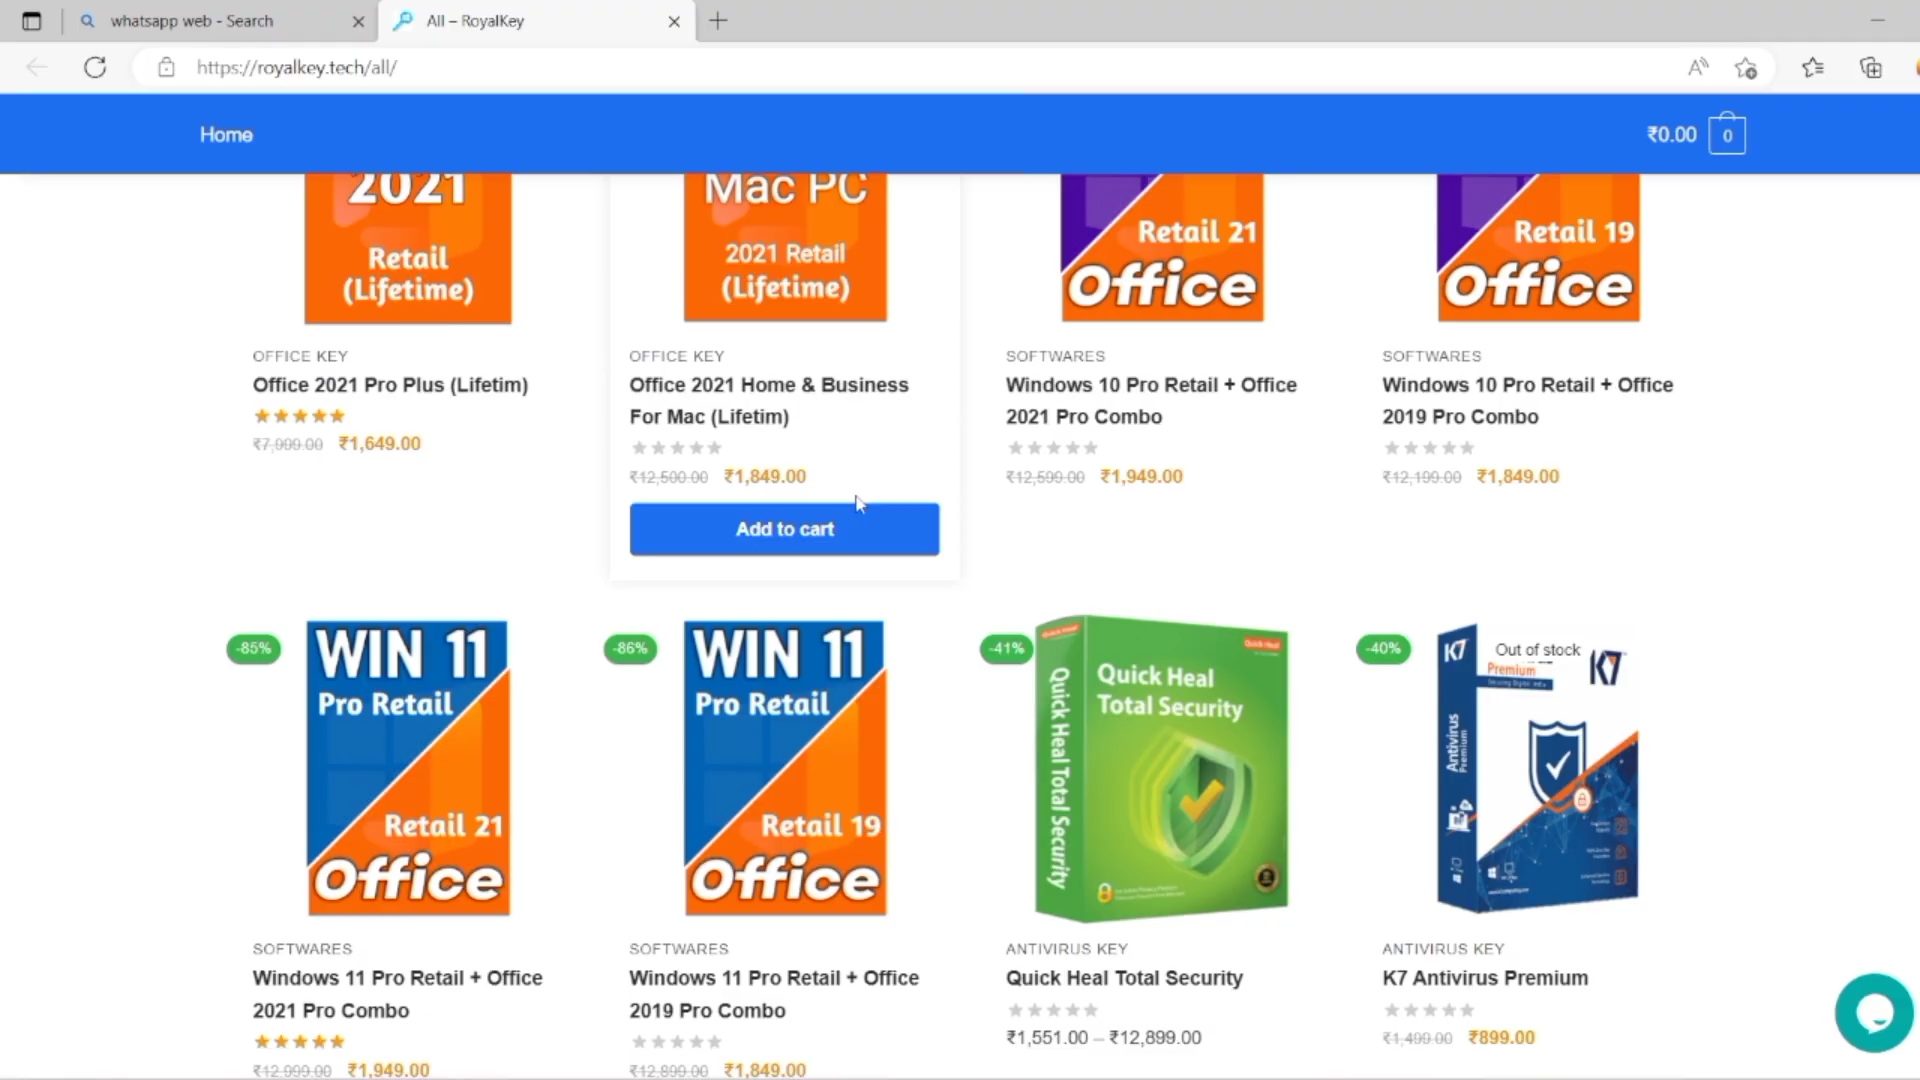 whatsapp web - Search
All – RoyalKey
https://royalkey.tech/all/
Home
₹0.00
0
2021
Retail
(Lifetime)
Mac PC
2021 Retail
(Lifetime)
Retail 21
Office
Retail 19
Office
OFFICE KEY
Office 2021 Pro Plus (Lifetim)
₹7,999.00 ₹1,649.00
OFFICE KEY
Office 2021 Home & Business
For Mac (Lifetim)
₹12,500.00 ₹1,849.00
Add to cart
SOFTWARES
Windows 10 Pro Retail + Office
2021 Pro Combo
₹12,599.00 ₹1,949.00
SOFTWARES
Windows 10 Pro Retail + Office
2019 Pro Combo
₹12,199.00 ₹1,849.00
-85%
WIN 11
Pro Retail
Retail 21
Office
-86%
WIN 11
Pro Retail
Retail 19
Office
-41%
Quick Heal
Quick Heal
Quick Heal
Total Security
Quick Heal Total Security
-40%
K7
Out of stock
Premium
K7
Antivirus
Premium
SOFTWARES
Windows 11 Pro Retail + Office
2021 Pro Combo
₹12,999.00 ₹1,949.00
SOFTWARES
Windows 11 Pro Retail + Office
2019 Pro Combo
₹12,899.00 ₹1,849.00
ANTIVIRUS KEY
Quick Heal Total Security
₹1,551.00 – ₹12,899.00
ANTIVIRUS KEY
K7 Antivirus Premium
₹1,499.00 ₹899.00